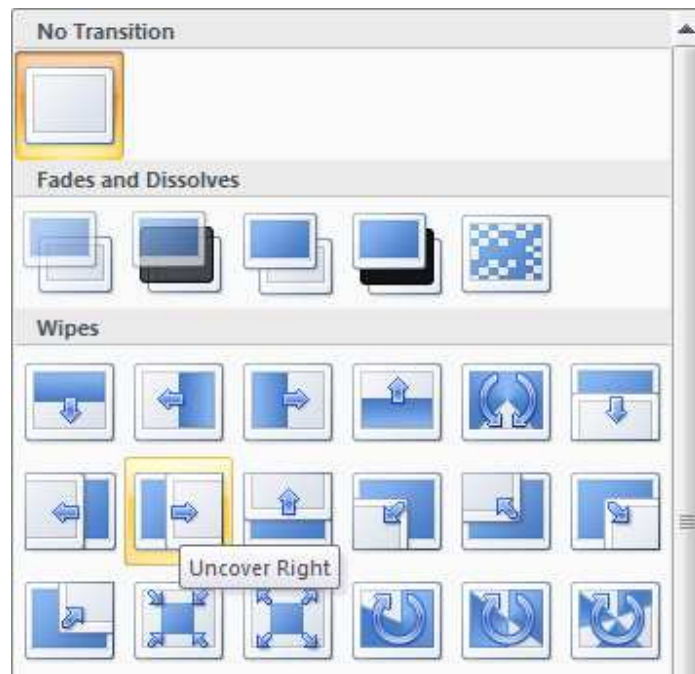 No Transition
Fades and Dissolves
Wipes
Uncover Right